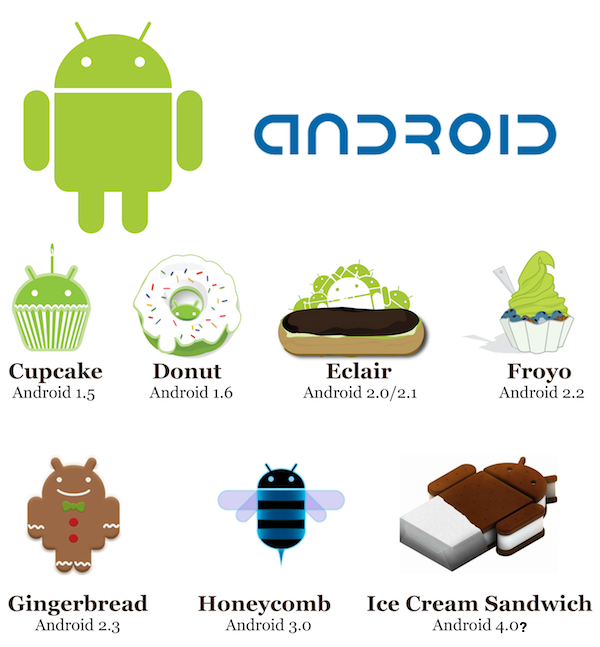 ANDROID
Cupcake
Android 1.5
Donut
Android 1.6
Eclair
Android 2.0/2.1
Froyo
Android 2.2
Gingerbread
Android 2.3
Honeycomb
Android 3.0
Ice Cream Sandwich
Android 4.0?